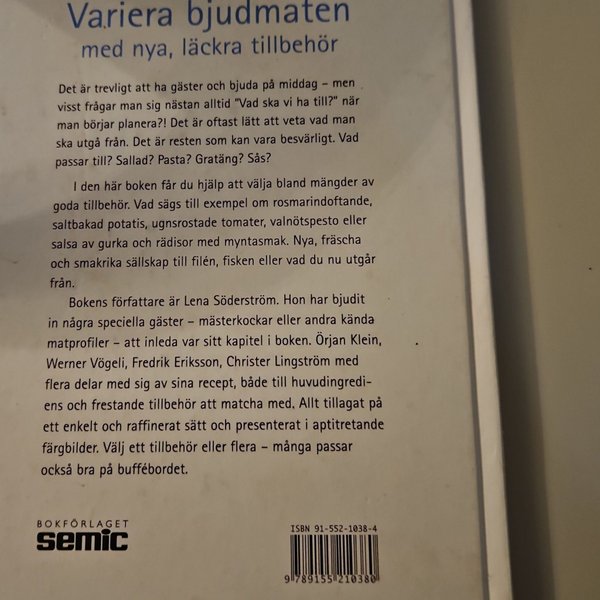 Variera bjudmaten
med nya, läckra tillbehör
Det är trevligt att ha gäster och bjuda på middag – men
visst frågar man sig nästan alltid "Vad ska vi ha till?" när
man börjar planera?! Det är oftast lätt att veta vad man
ska utgå från. Det är resten som kan vara besvärligt. Vad
passar till? Sallad? Pasta? Gratäng? Sås?
I den här boken får du hjälp att välja bland mängder av
goda tillbehör. Vad sägs till exempel om rosmarindoftande,
saltbakad potatis, ugnsrostade tomater, valnötspesto eller
salsa av gurka och rädisor med myntasmak. Nya, fräscha
och smakrika sällskap till filén, fisken eller vad du nu utgår
från.
Bokens författare är Lena Söderström. Hon har bjudit
in några speciella gäster – mästerkockar eller andra kända
matprofiler – att inleda var sitt kapitel i boken. Örjan Klein,
Werner Vögeli, Fredrik Eriksson, Christer Lingström med
flera delar med sig av sina recept, både till huvudingredi-
ens och frestande tillbehör att matcha med. Allt tillagat på
ett enkelt och raffinerat sätt och presenterat i aptitretande
färgbilder. Välj ett tillbehör eller flera – många passar
också bra på buffébordet.
BOKFÖRLAGET
semic
ISBN 91-552-1038-4
9 789155 210380